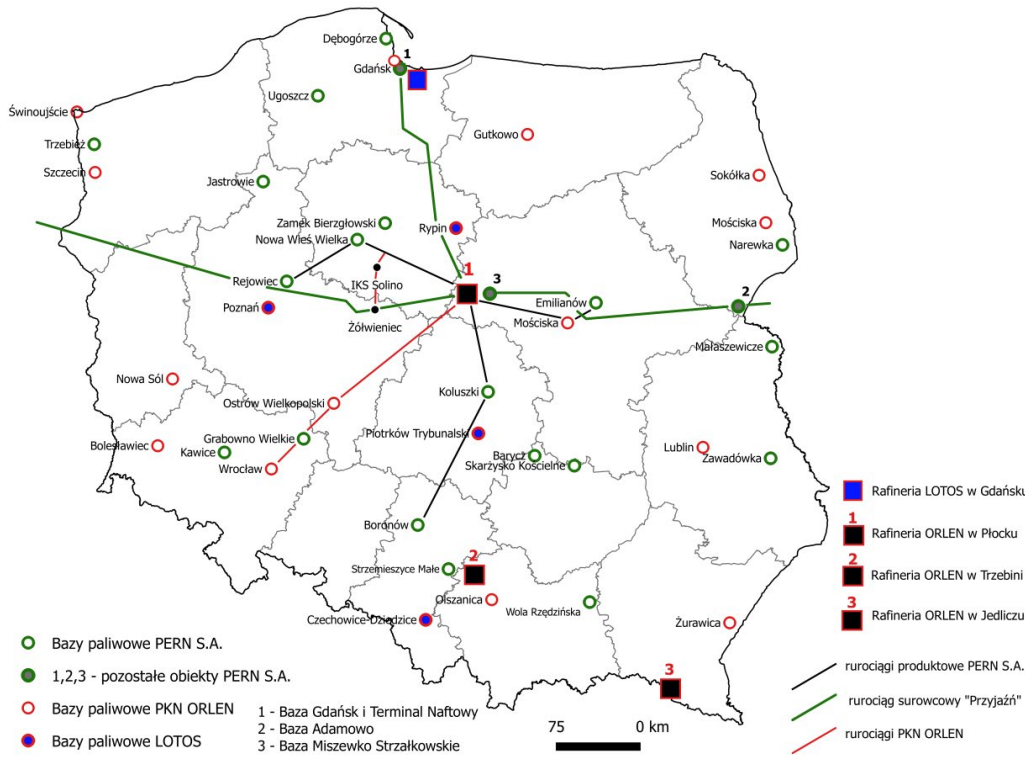 Dębogórze
1
Gdańsk
Ugoszcz
Świnoujście
Trzebież
Szczecin
Gutkowo
Sokółka
Jastrowie
Mościska
Zamek Bierzgłowski
Rypin
Nowa Wieś Wielka
Narewka
1
Rejowiec
IKS Solino
3
2
Emilianów
Poznań
Żółwieniec
Mościska
Małaszewicze
Nowa Sól
Koluszki
Ostrów Wielkopolski
Piotrków Trybunalski
Grabowno Wielkie
Bolesławiec
Kawice
Lublin
Barycz
Zawadówka
Skarżysko Kościelne
Wrocław
Rafineria LOTOS w Gdańsku
1
Rafineria ORLEN w Płocku
Boronów
2
2
Strzemieszyce Małe
Rafineria ORLEN w Trzebini
Olszanica
Wola Rzędzińska
3
Czechowice-Dziedzice
Rafineria ORLEN w Jedliczu
Żurawica
Bazy paliwowe PERN S.A.
3
rurociągi produktowe PERN S.A.
1,2,3 - pozostałe obiekty PERN S.A.
rurociąg surowcowy "Przyjaźń"
Bazy paliwowe PKN ORLEN
1 - Baza Gdańsk i Terminal Naftowy
75 0 km
2 - Baza Adamowo
rurociągi PKN ORLEN
Bazy paliwowe LOTOS
3 - Baza Miszewko Strzałkowskie